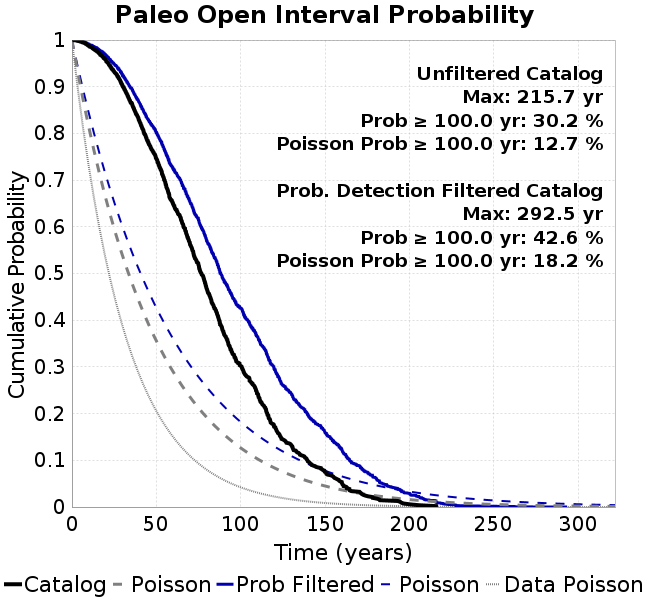 Paleo Open Interval Probability
Unfiltered Catalog
Max: 215.7 yr
Prob ≥ 100.0 yr: 30.2 %
Poisson Prob ≥ 100.0 yr: 12.7 %
Prob. Detection Filtered Catalog
Max: 292.5 yr
Prob ≥ 100.0 yr: 42.6 %
Poisson Prob ≥ 100.0 yr: 18.2 %
Cumulative Probability
1
0.9
0.8
0.7
0.6
0.5
0.4
0.3
0.2
0.1
0
0 50 100 150 200 250 300
Time (years)
Catalog Poisson Prob Filtered Poisson Data Poisson